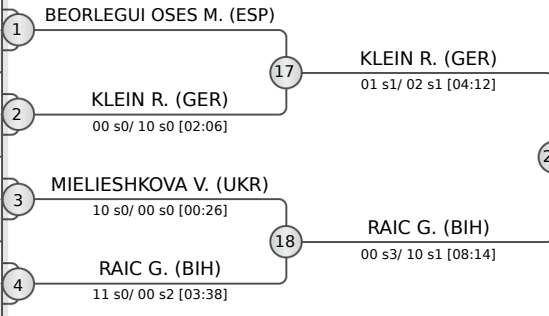 BEORLEGUI OSES M. (ESP)
1
KLEIN R. (GER)
17
01 s1/ 02 s1 [04:12]
KLEIN R. (GER)
2
00 s0/ 10 s0 [02:06]
2
MIELIESHKOVA V. (UKR)
3
10 s0/ 00 s0 [00:26]
RAIC G. (BIH)
18
00 s3/ 10 s1 [08:14]
RAIC G. (BIH)
4
11 s0/ 00 s2 [03:38]